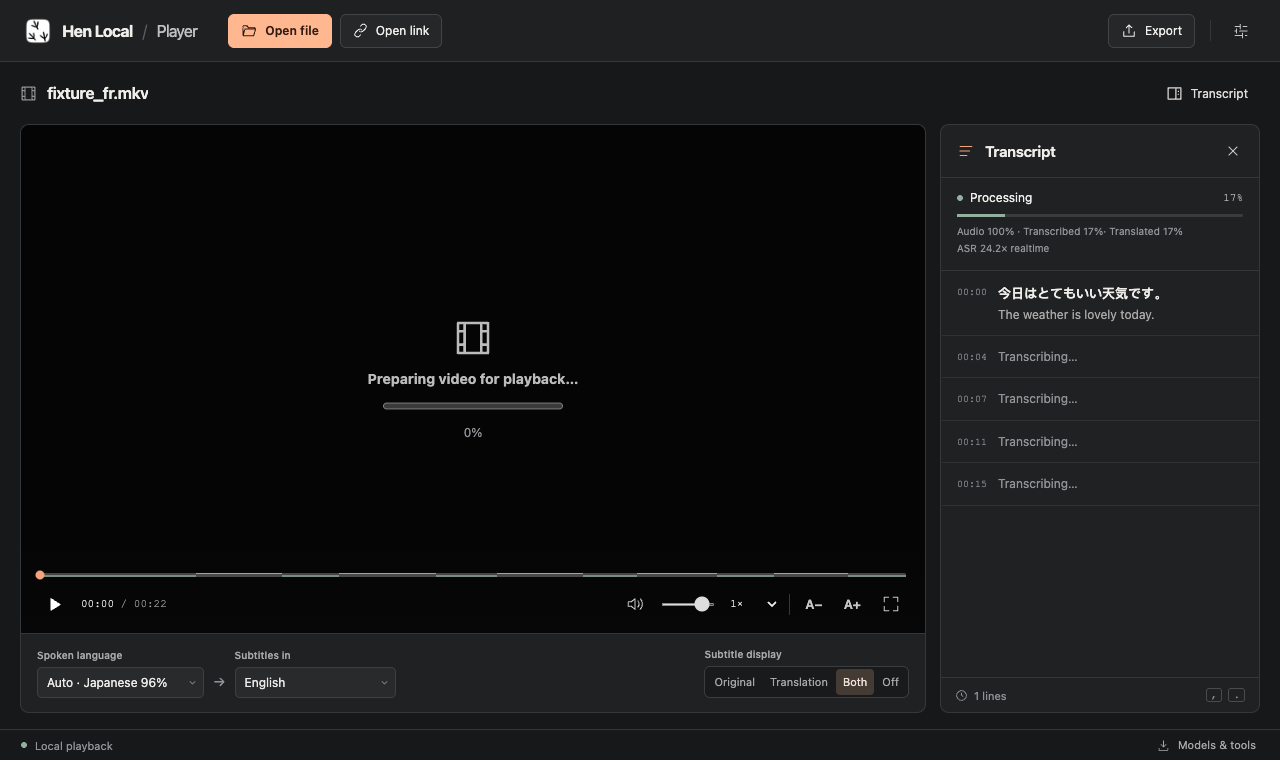 Hen Local / Player
Open file
Open link
Export
fixture_fr.mkv
Transcript
Preparing video for playback...
0%
00:00 / 00:22
1×
A−
A+
Spoken language
Auto · Japanese 96%
Subtitles in
English
Subtitle display
Original
Translation
Both
Off
Transcript
Processing
17%
Audio 100% · Transcribed 17%· Translated 17%
ASR 24.2× realtime
00:00 今日はとてもいい天気です。
The weather is lovely today.
00:04 Transcribing...
00:07 Transcribing...
00:11 Transcribing...
00:15 Transcribing...
1 lines
, .
Local playback
Models & tools